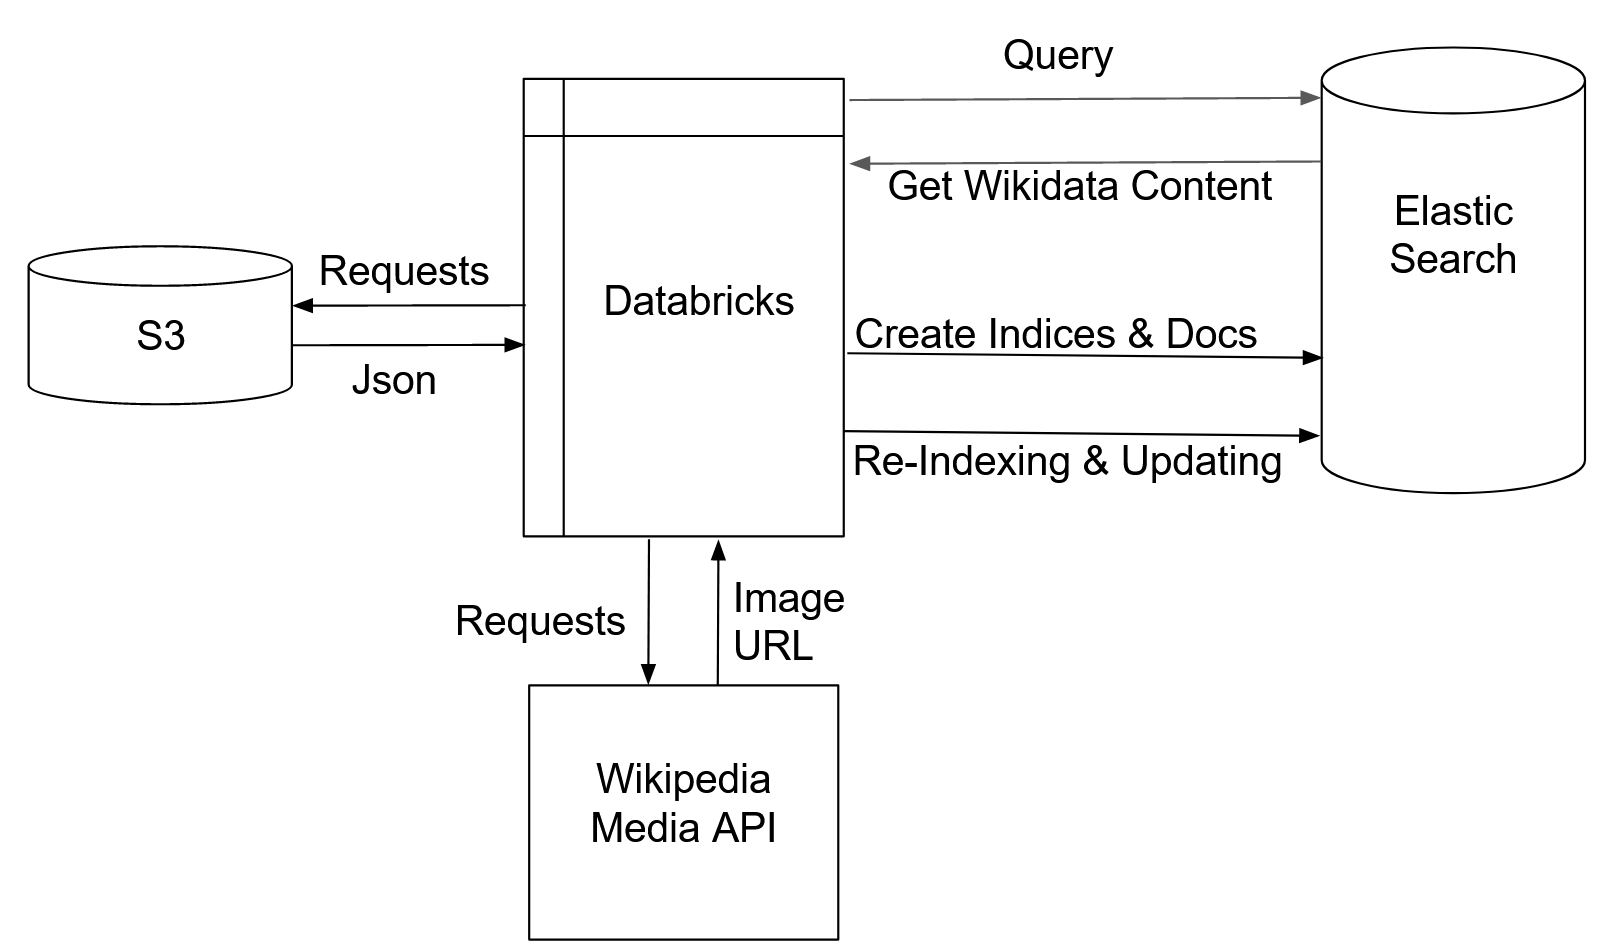 Query
Get Wikidata Content
Elastic
Search
Requests
S3
Json
Databricks
Create Indices & Docs
Re-Indexing & Updating
Requests
Image
URL
Wikipedia
Media API